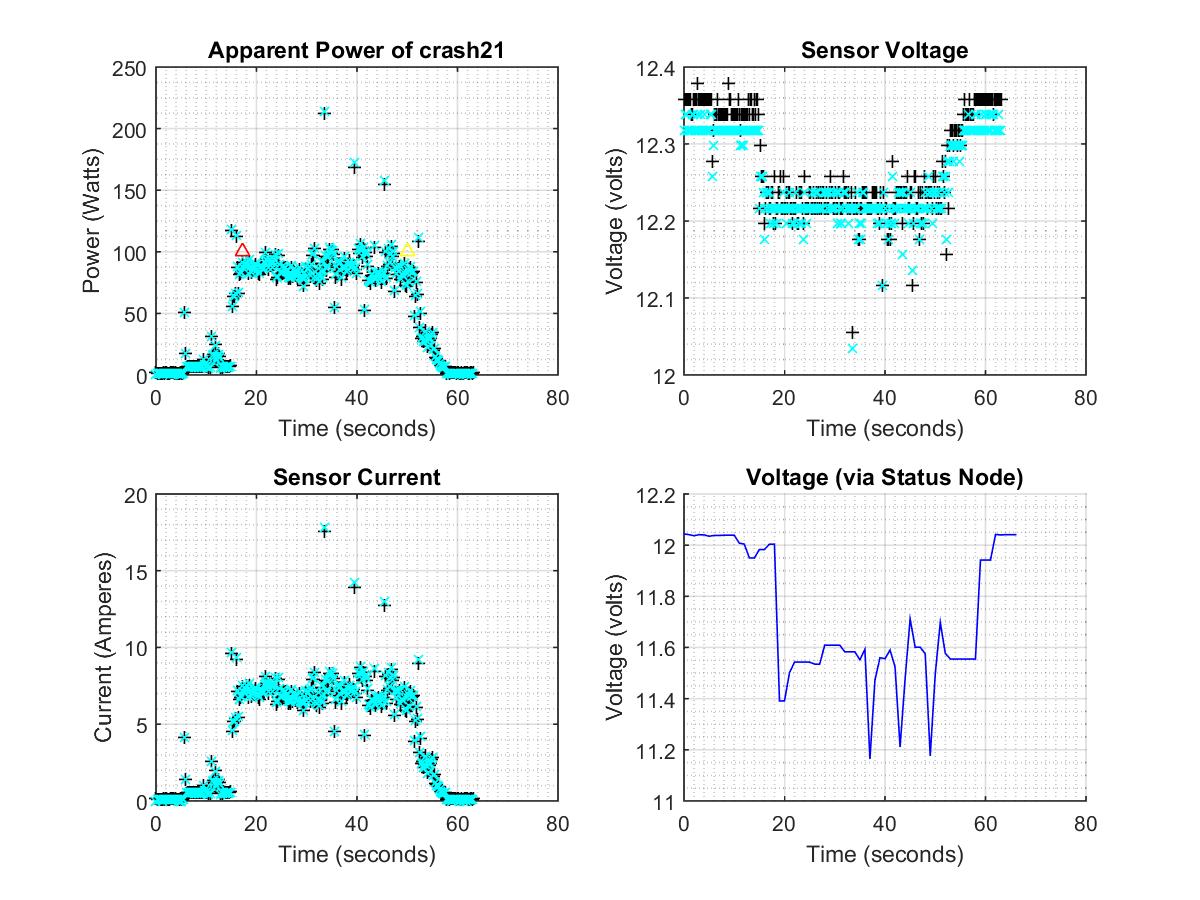 Apparent Power of crash21
250
200
150
100
50
0
Power (Watts)
0 20 40 60 80
Time (seconds)
Sensor Voltage
12.4
12.3
12.2
12.1
12
Voltage (volts)
0 20 40 60 80
Time (seconds)
Sensor Current
20
15
10
5
0
Current (Amperes)
0 20 40 60 80
Time (seconds)
Voltage (via Status Node)
12.2
12
11.8
11.6
11.4
11.2
11
Voltage (volts)
0 20 40 60 80
Time (seconds)